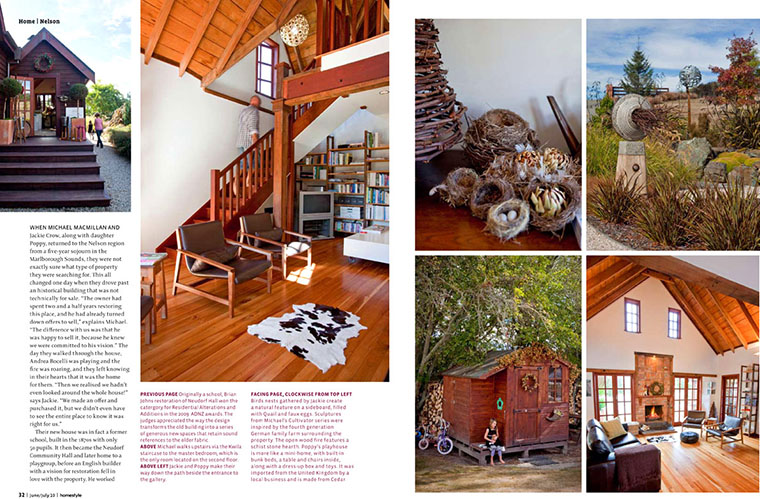 Home | Nelson
WHEN MICHAEL MACMILLAN AND
Jackie Crow, along with daughter
Poppy, returned to the Nelson region
from a five-year sojourn in the
Marlborough Sounds, they were not
exactly sure what type of property
they were searching for. This all
changed one day when they drove past
an historical building that was not
technically for sale. "The owner had
spent two and a half years restoring
this place, and he had already turned
down offers to sell," explains Michael.
"The difference with us was that he
was happy to sell it, because he knew
we were committed to his vision." The
day they walked through the house,
Andrea Bocelli was playing and the
fire was roaring, and they left knowing
in their hearts that it was the home
for them. "Then we realised we hadn't
even looked around the whole house!"
says Jackie. "We made an offer and
purchased it, but we didn't even have
to see the entire place to know it was
right for us."
Their new house was in fact a former
school, built in the 1870s with only
50 pupils. It then became the Neudorf
Community Hall and later home to a
playgroup, before an English builder
with a vision for restoration fell in
love with the property. He worked
PREVIOUS PAGE Originally a school, Brian
Johns restoration of Neudorf Hall won the
catergory for Residential Alterations and
Additions in the 2009 ADNZ awards. The
judges appreciated the way the design
transforms the old building into a series
of generous new spaces that retain sound
references to the older fabric.
ABOVE Michael walks upstairs via the Kwila
staircase to the master bedroom, which is
the only room located on the second floor.
ABOVE LEFT Jackie and Poppy make their
way down the path beside the entrance to
the gallery.
FACING PAGE, CLOCKWISE FROM TOP LEFT
Birds nests gathered by Jackie create
a natural feature on a sideboard, filled
with Quail and faux eggs. Sculptures
from Michael's Cultivator series were
inspired by the fourth generation
German family farm surrounding the
property. The open wood fire features a
schist stone hearth. Poppy's playhouse
is more like a mini-home, with built in
bunk beds, a table and chairs inside,
along with a dress up box and toys. It was
imported from the United Kingdom by a
local business and is made from Cedar.
32 | June/July 10 | homestyle